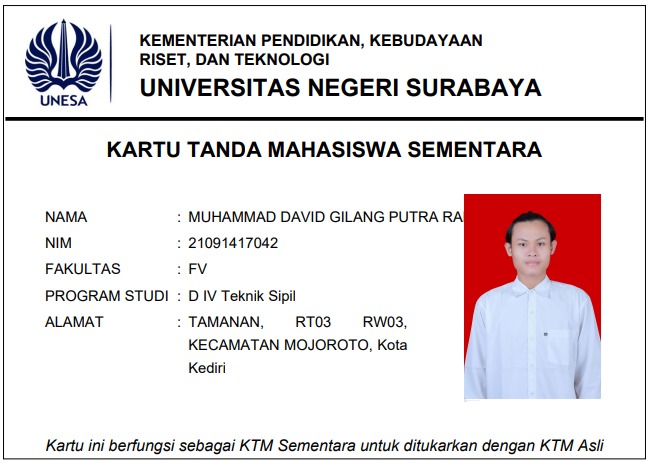 UNESA
KEMENTERIAN PENDIDIKAN, KEBUDAYAAN
RISET, DAN TEKNOLOGI
UNIVERSITAS NEGERI SURABAYA
KARTU TANDA MAHASISWA SEMENTARA
NAMA : MUHAMMAD DAVID GILANG PUTRA
NIM : 21091417042
FAKULTAS : FV
PROGRAM STUDI : D IV Teknik Sipil
ALAMAT : TAMANAN, RT03 RW03,
KECAMATAN MOJOROTO, Kota
Kediri
Kartu ini berfungsi sebagai KTM Sementara untuk ditukarkan dengan KTM Asli